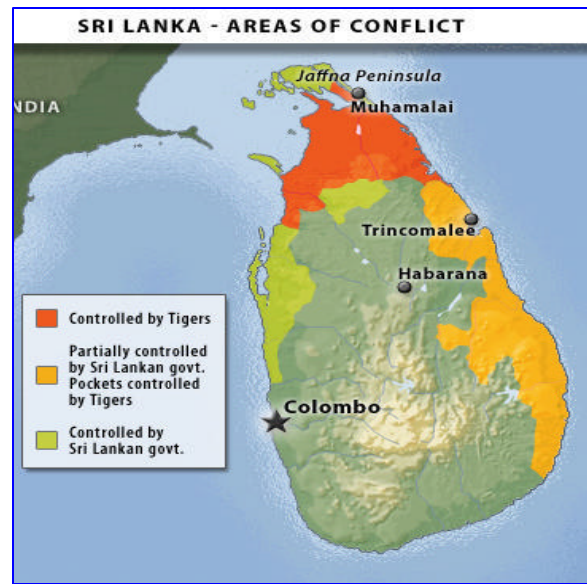 SRI LANKA - AREAS OF CONFLICT
Jaffna Peninsula
NDIA
Muhamalai
Trincomalee
Habarana
Controlled by Tigers
Partially controlled
by Sri Lankan govt.
Pockets controlled
by Tigers
Colombo
Controlled by
Sri Lankan govt.